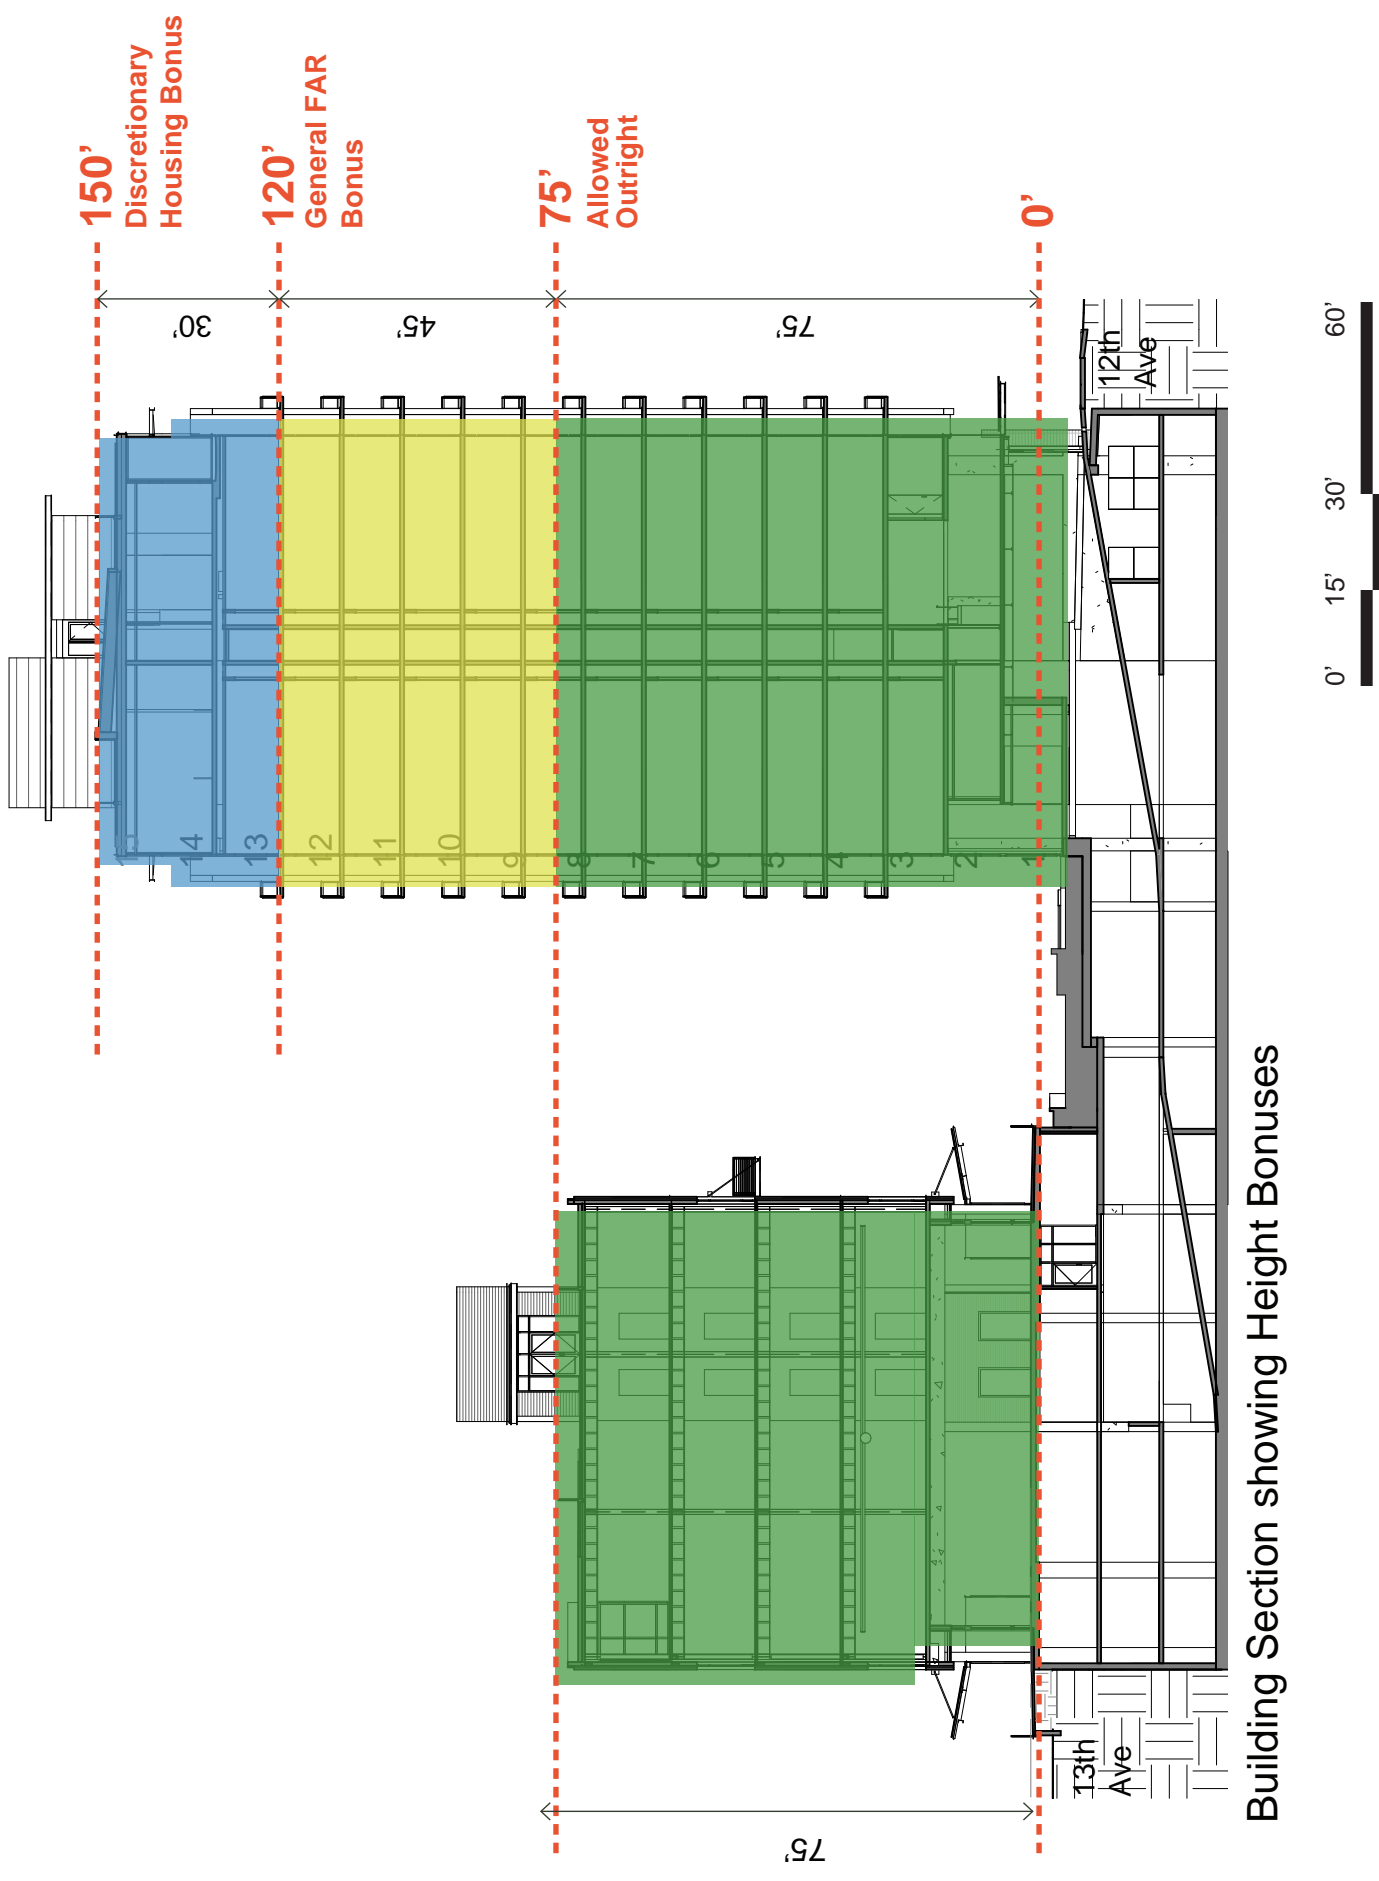 150’
Discretionary
Housing Bonus
120’
General FAR
Bonus
75’
Allowed
Outright
0’
30’
45’
75’
75’
15
14
13
12
11
10
9
8
7
6
5
4
3
2
1
12th
Ave
13th
Ave
0’ 15’ 30’ 60’
Building Section showing Height Bonuses